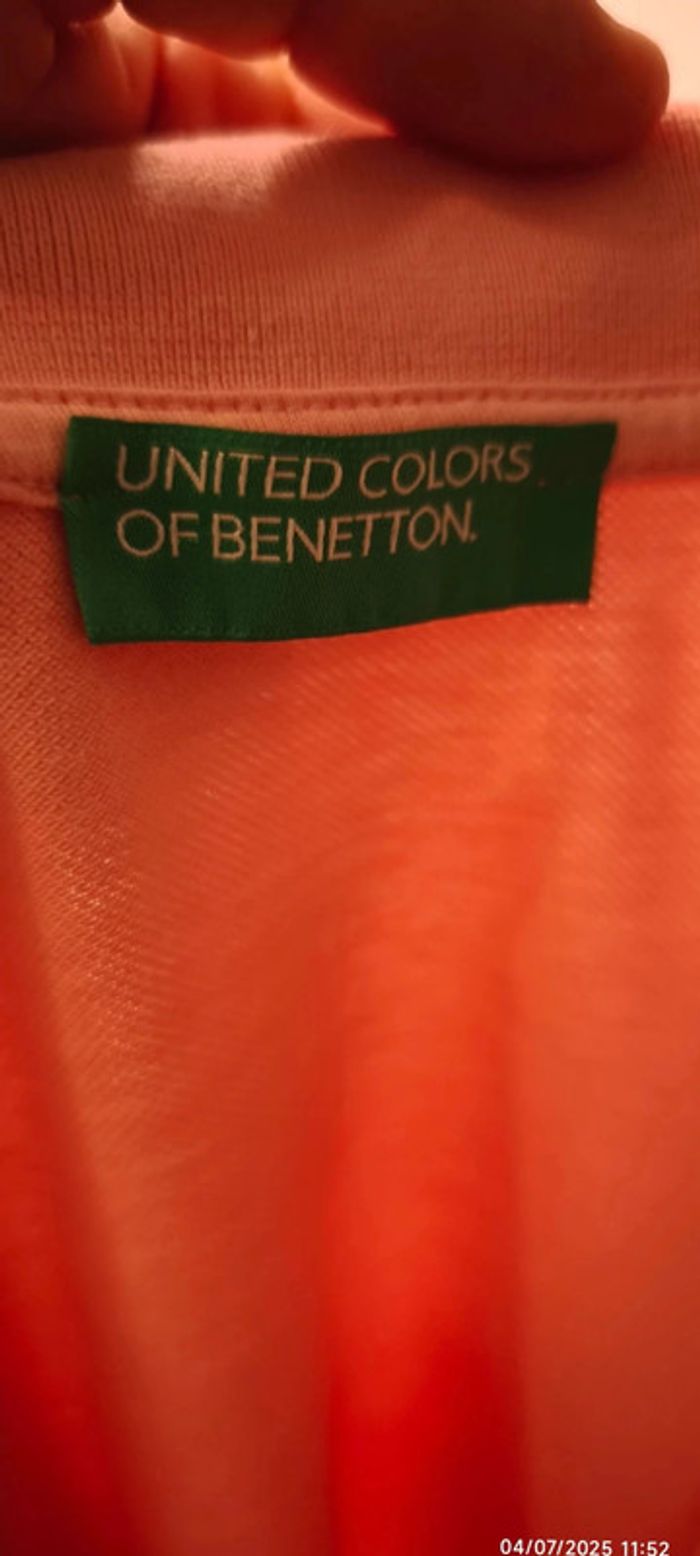 UNITED COLORS
OF BENETTON.
04/07/2025 11:52